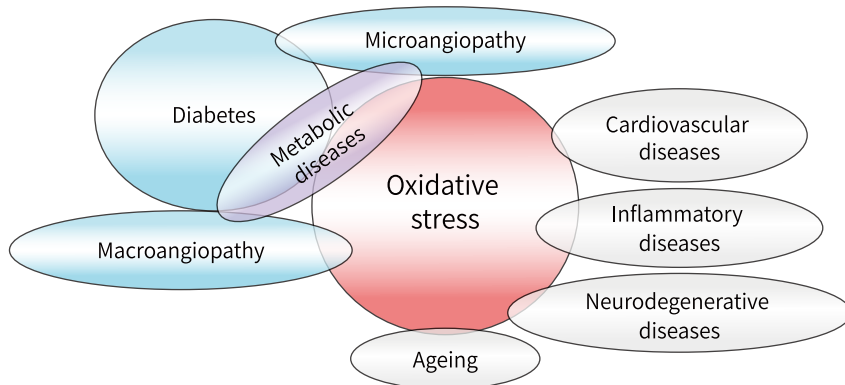 Microangiopathy
Diabetes
Metabolic
diseases
Cardiovascular
diseases
Oxidative
stress
Inflammatory
diseases
Macroangiopathy
Neurodegenerative
diseases
Ageing